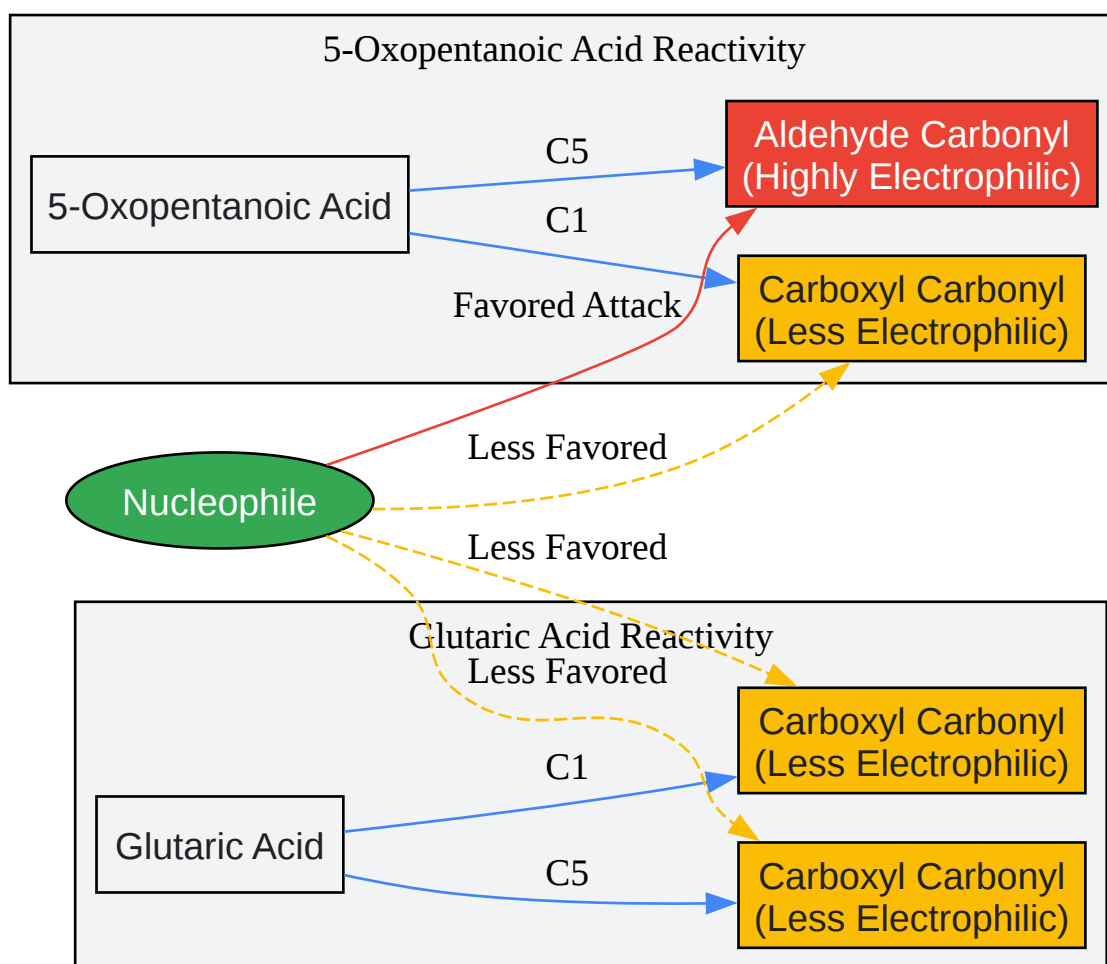 5-Oxopentanoic Acid Reactivity
5-Oxopentanoic Acid
C5
C1
Aldehyde Carbonyl
(Highly Electrophilic)
Carboxyl Carbonyl
(Less Electrophilic)
Favored Attack
Less Favored
Nucleophile
Less Favored
Glutaric Acid Reactivity
Less Favored
Carboxyl Carbonyl
(Less Electrophilic)
C1
Glutaric Acid
C5
Carboxyl Carbonyl
(Less Electrophilic)